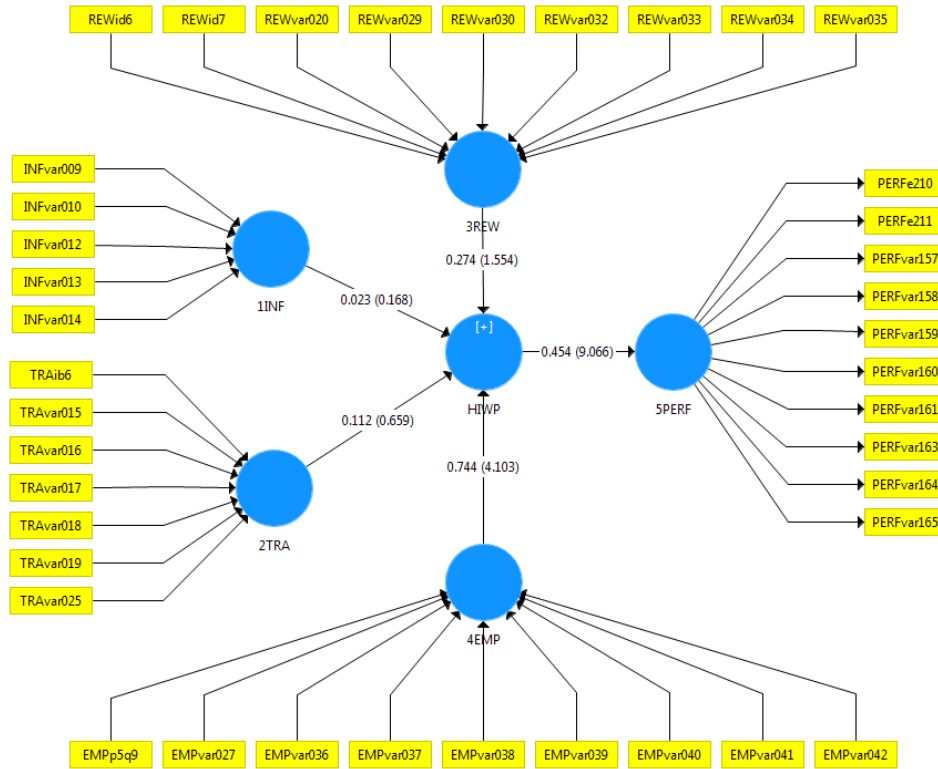 REWid6
REWid7
REWvar020
REWvar029
REWvar030
REWvar032
REWvar033
REWvar034
REWvar035
3REW
0.274 (1.554)
INFvar009
INFvar010
INFvar012
INFvar013
INFvar014
1INF
0.023 (0.168)
[+]
HIWP
0.454 (9.066)
5PERF
PERFe210
PERFe211
PERFvar157
PERFvar158
PERFvar159
PERFvar160
PERFvar161
PERFvar163
PERFvar164
PERFvar165
TRAib6
TRAvar015
TRAvar016
TRAvar017
TRAvar018
TRAvar019
TRAvar025
2TRA
0.112 (0.659)
0.744 (4.103)
4EMP
EMPp5q9
EMPvar027
EMPvar036
EMPvar037
EMPvar038
EMPvar039
EMPvar040
EMPvar041
EMPvar042